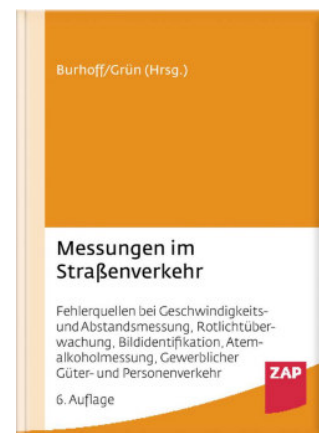 Burhoff/Grün (Hrsg.)
Messungen im
Straßenverkehr
Fehlerquellen bei Geschwindigkeits-
und Abstandsmessung, Rotlichtüber-
wachung, Bildidentifikation, Atem-
alkoholmessung, Gewerblicher
Güter- und Personenverkehr
ZAP
6. Auflage